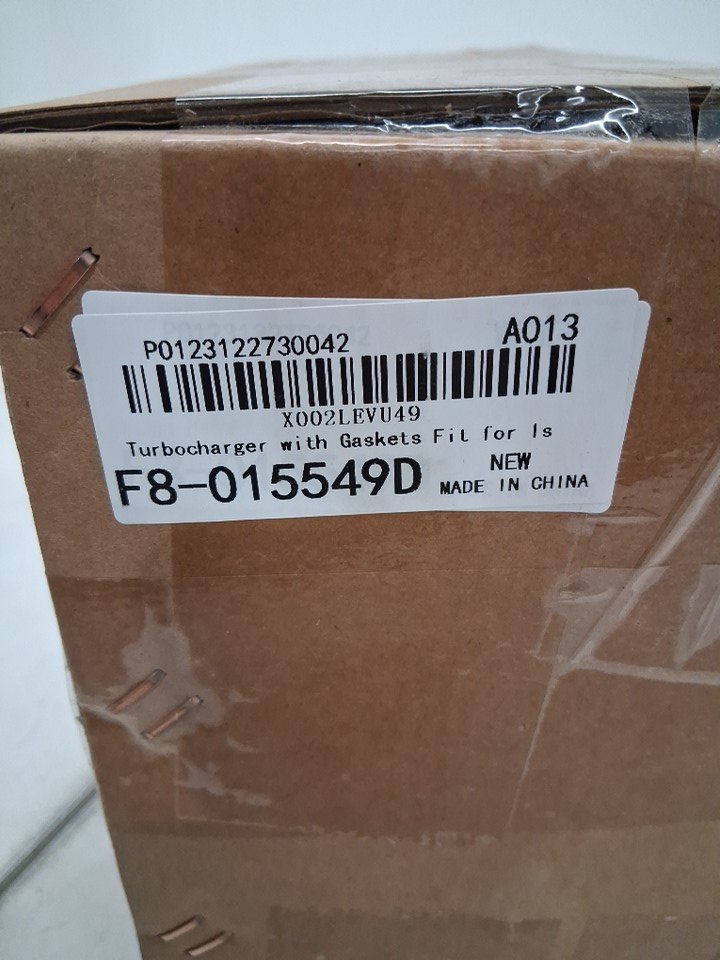 P0123122730042 A013
X002LEVU49
Turbocharger with Gaskets Fit for Is
F8-015549D NEW
MADE IN CHINA